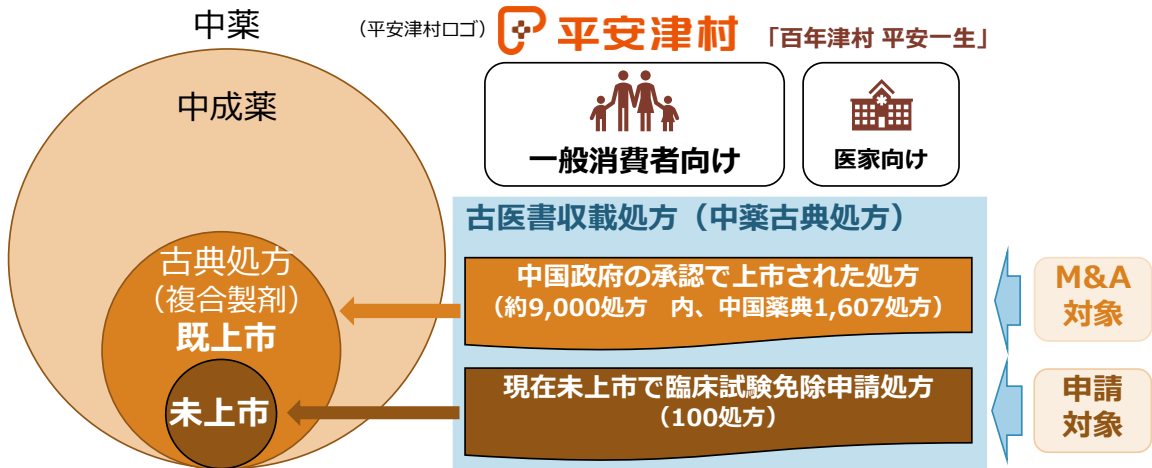 中薬
中成薬
古典処方
（複合製剤）
既上市
未上市
（平安津村ロゴ）
平安津村
「百年津村 平安一生」
一般消費者向け
医家向け
古医書収載処方（中薬古典処方）
中国政府の承認で上市された処方
（約9,000処方　内、中国薬典1,607処方）
現在未上市で臨床試験免除申請処方
（100処方）
M&A
対象
申請
対象